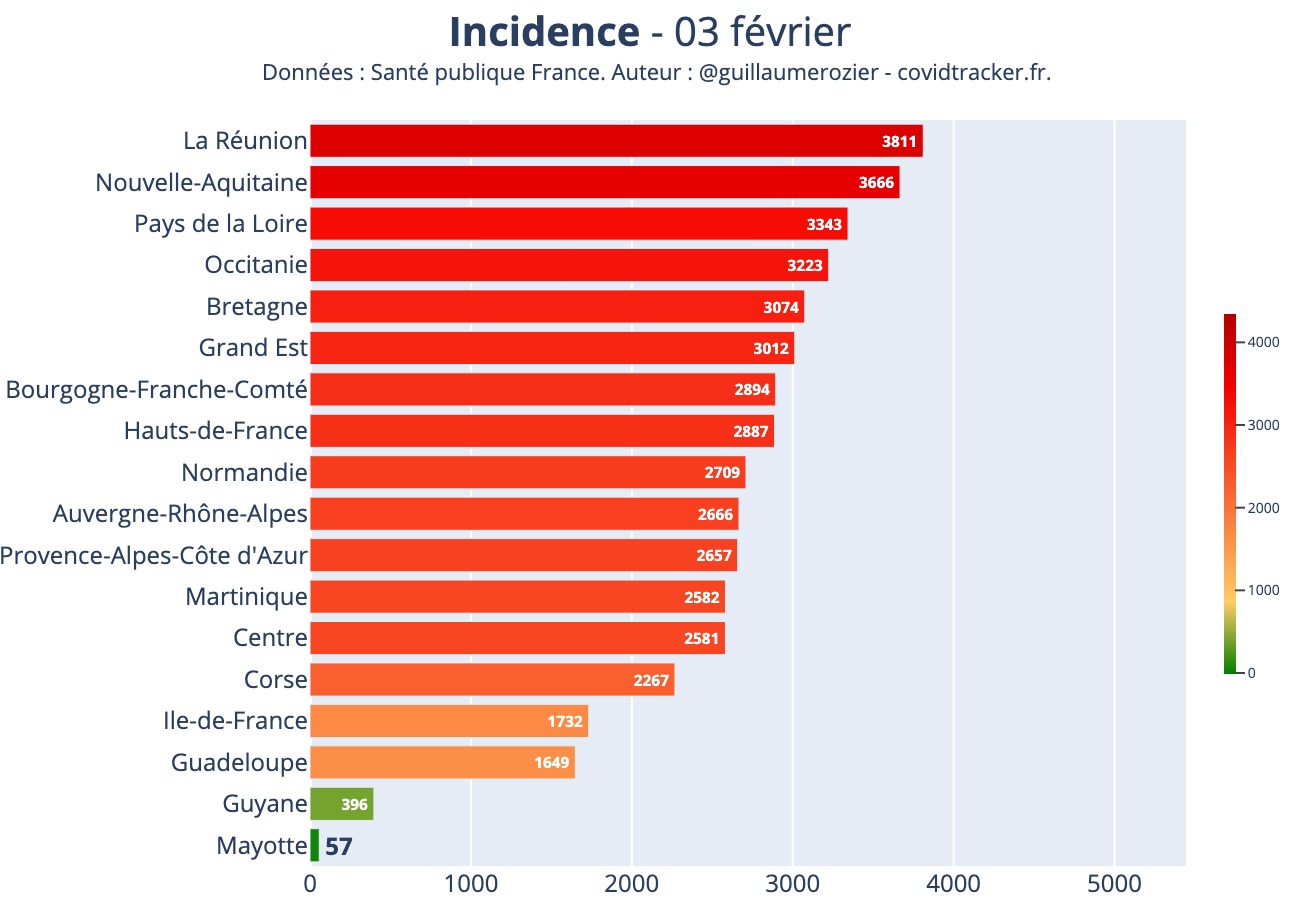 Incidence - 03 février
Données : Santé publique France. Auteur : @guillaumerozier - covidtracker.fr.
La Réunion 3811
Nouvelle-Aquitaine 3666
Pays de la Loire 3343
Occitanie 3223
Bretagne 3074
Grand Est 3012
Bourgogne-Franche-Comté 2894
Hauts-de-France 2887
Normandie 2709
Auvergne-Rhône-Alpes 2666
Provence-Alpes-Côte d'Azur 2657
Martinique 2582
Centre 2581
Corse 2267
Ile-de-France 1732
Guadeloupe 1649
Guyane 396
Mayotte 57
0 1000 2000 3000 4000 5000
4000
3000
2000
1000
0